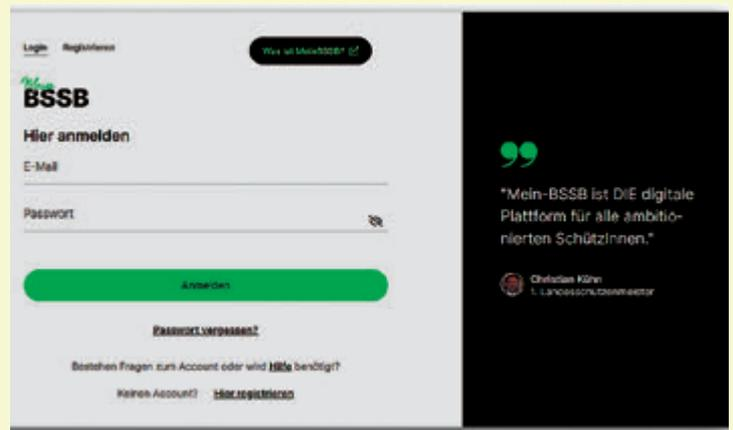 Login Registrieren
Was ist MeinBSSB? 
Mein
BSSB
Hier anmelden
E-Mail
Passwort
Anmelden
Passwort vergessen?
Bestehen Fragen zum Account oder wird Hilfe benötigt?
Keinen Account? Hier registrieren
"Mein-BSSB ist DIE digitale
Plattform für alle ambitio-
nierten SchützInnen."
Christian Kühn
1. Landesschützenmeister